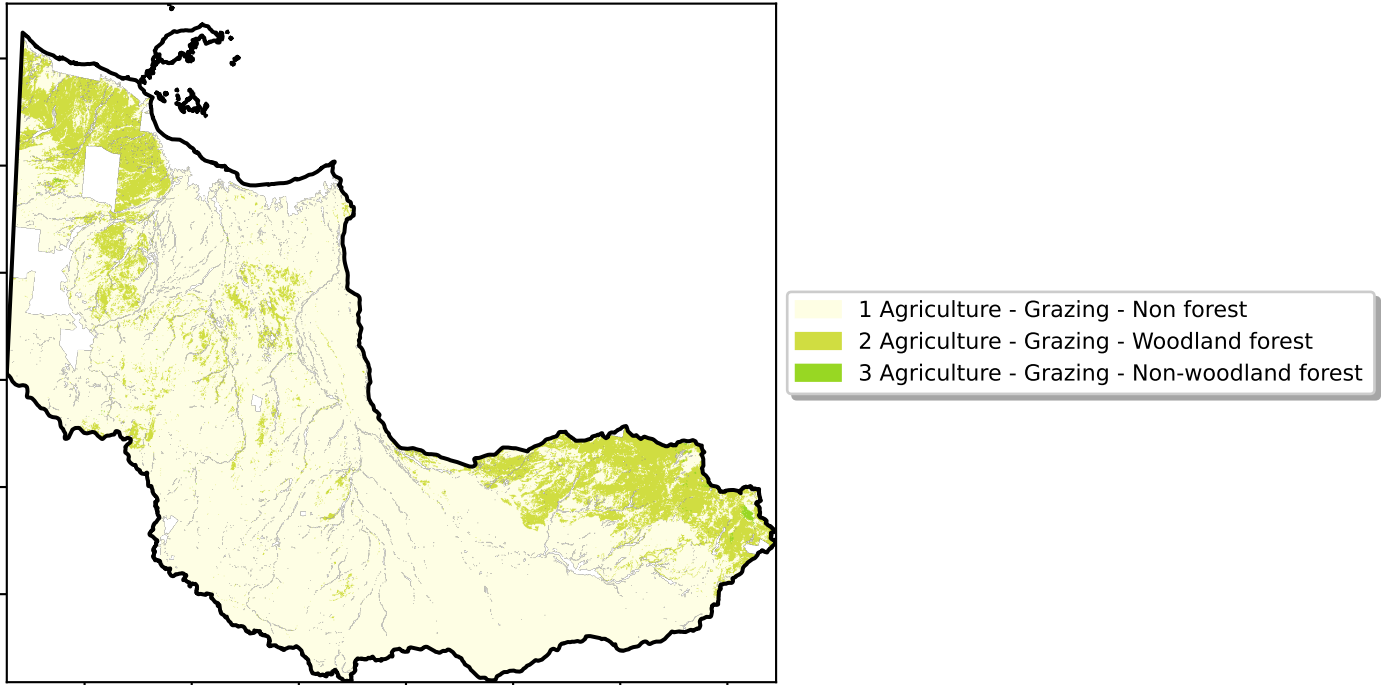 1 Agriculture - Grazing - Non forest
2 Agriculture - Grazing - Woodland forest
3 Agriculture - Grazing - Non-woodland forest